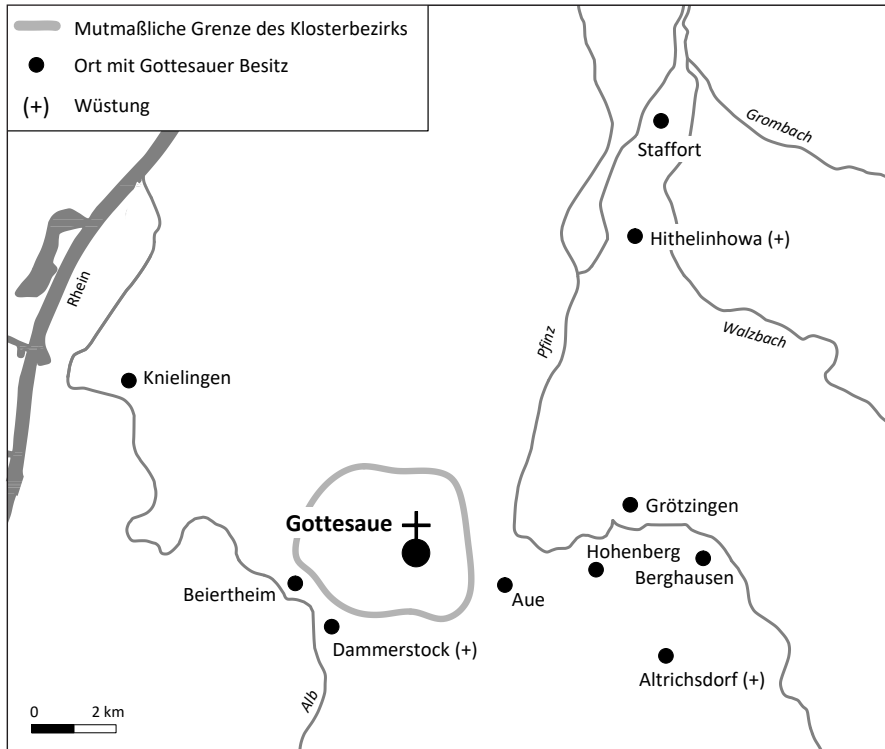 Mutmaßliche Grenze des Klosterbezirks
Ort mit Gottesauer Besitz
(+) Wüstung
Grombach
Staffort
Hithelinhowa (+)
Rhein
Pfinz
Walzbach
Knielingen
Grötzingen
Gottesaue
Hohenberg
Berghausen
Beiertheim
Aue
Dammerstock (+)
Altrichsdorf (+)
Alb
0 2 km